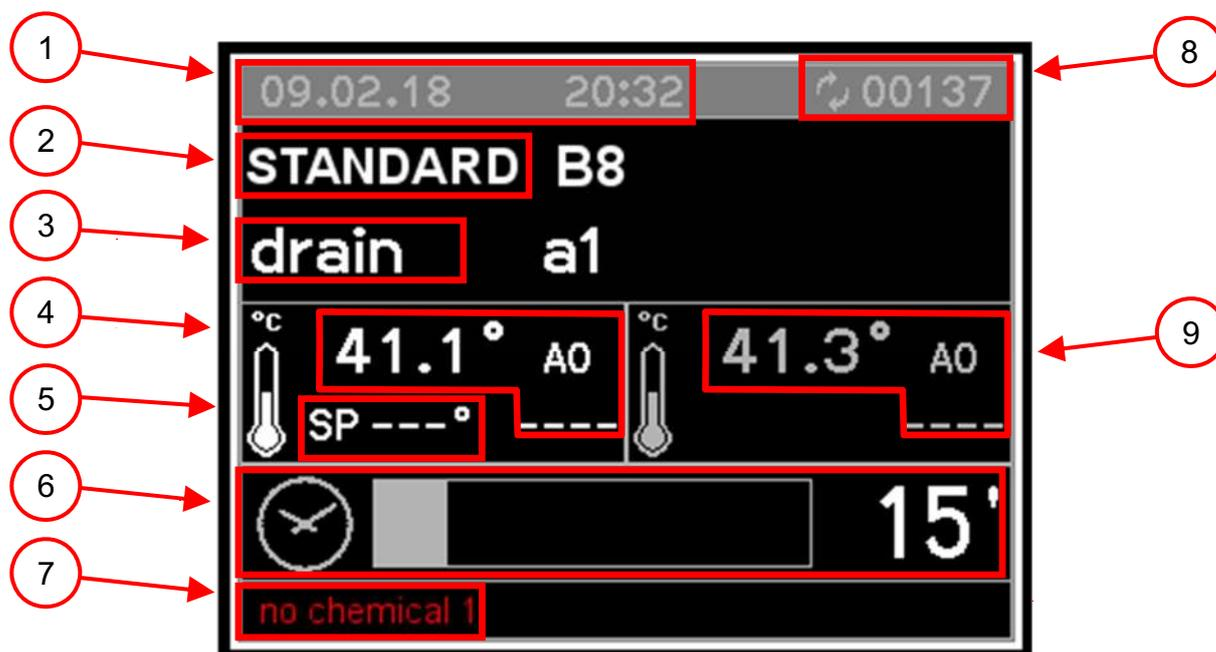 1
8
09.02.18 20:32 00137
2
STANDARD B8
3
drain a1
4
°C 41.1° A0
°C 41.3° A0
9
5
SP ---° ----
----
6
15'
7
no chemical 1